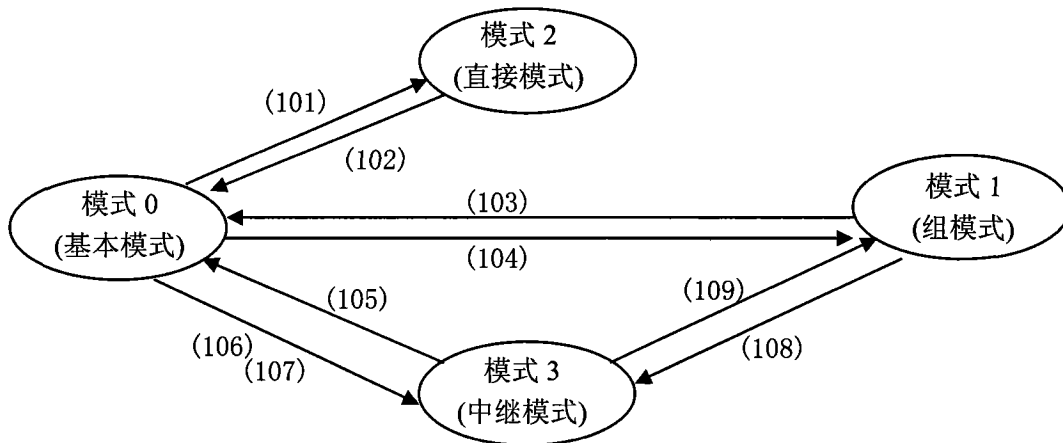 模式 2
(直接模式)
(101)
(102)
模式 0
(基本模式)
(103)
(104)
模式 1
(组模式)
(105)
(109)
(106)
(107)
(108)
模式 3
(中继模式)